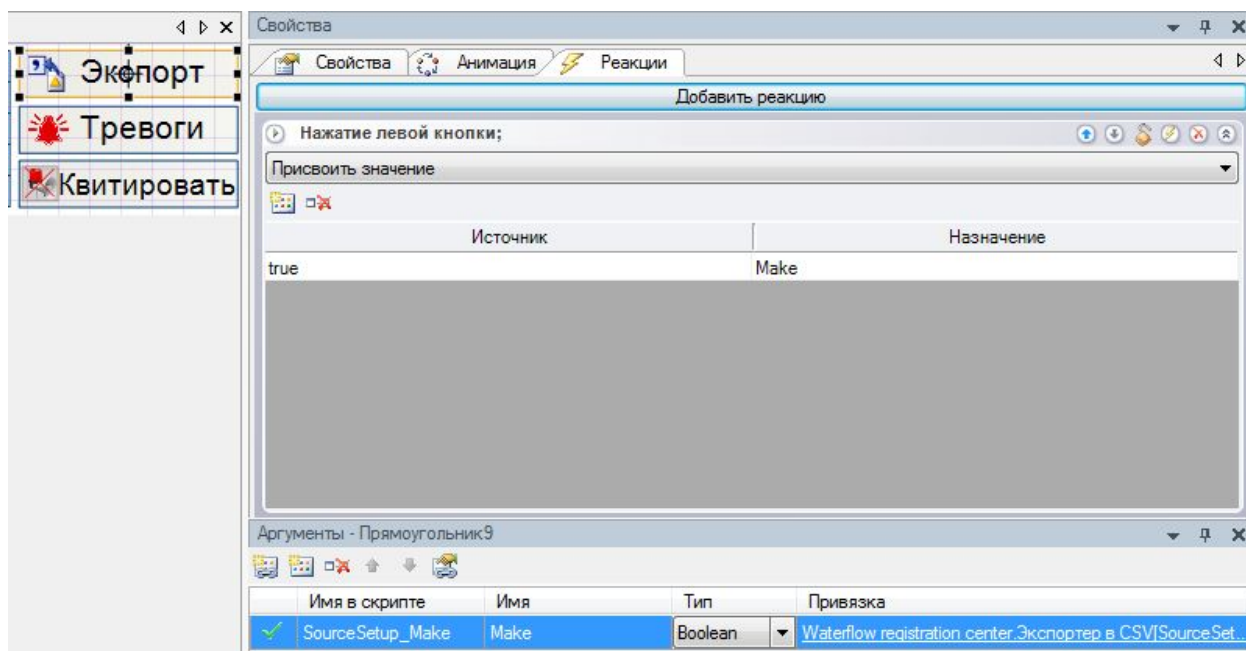 Свойства
Экспорт
Свойства Анимация Реакции
Добавить реакцию
Тревоги
Нажатие левой кнопки;
Присвоить значение
Квитировать
Источник Назначение
true Make
Аргументы - Прямоугольник9
Имя в скрипте Имя Тип Привязка
SourceSetup_Make Make Boolean Waterflow registration center.Экспортер в CSV[SourceSet...